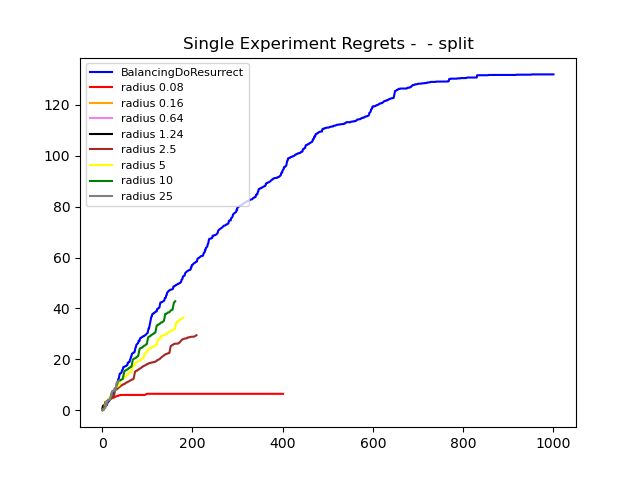 Single Experiment Regrets -  - split
BalancingDoResurrect
radius 0.08
radius 0.16
radius 0.64
radius 1.24
radius 2.5
radius 5
radius 10
radius 25
120
100
80
60
40
20
0
0 200 400 600 800 1000